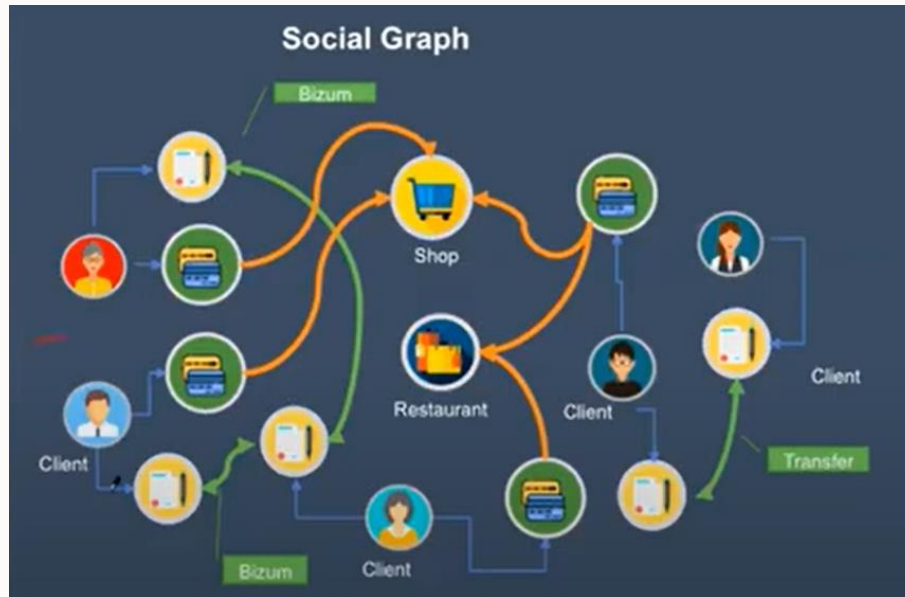 Social Graph
Bizum
Shop
Restaurant
Client
Client
Client
Transfer
Bizum
Client